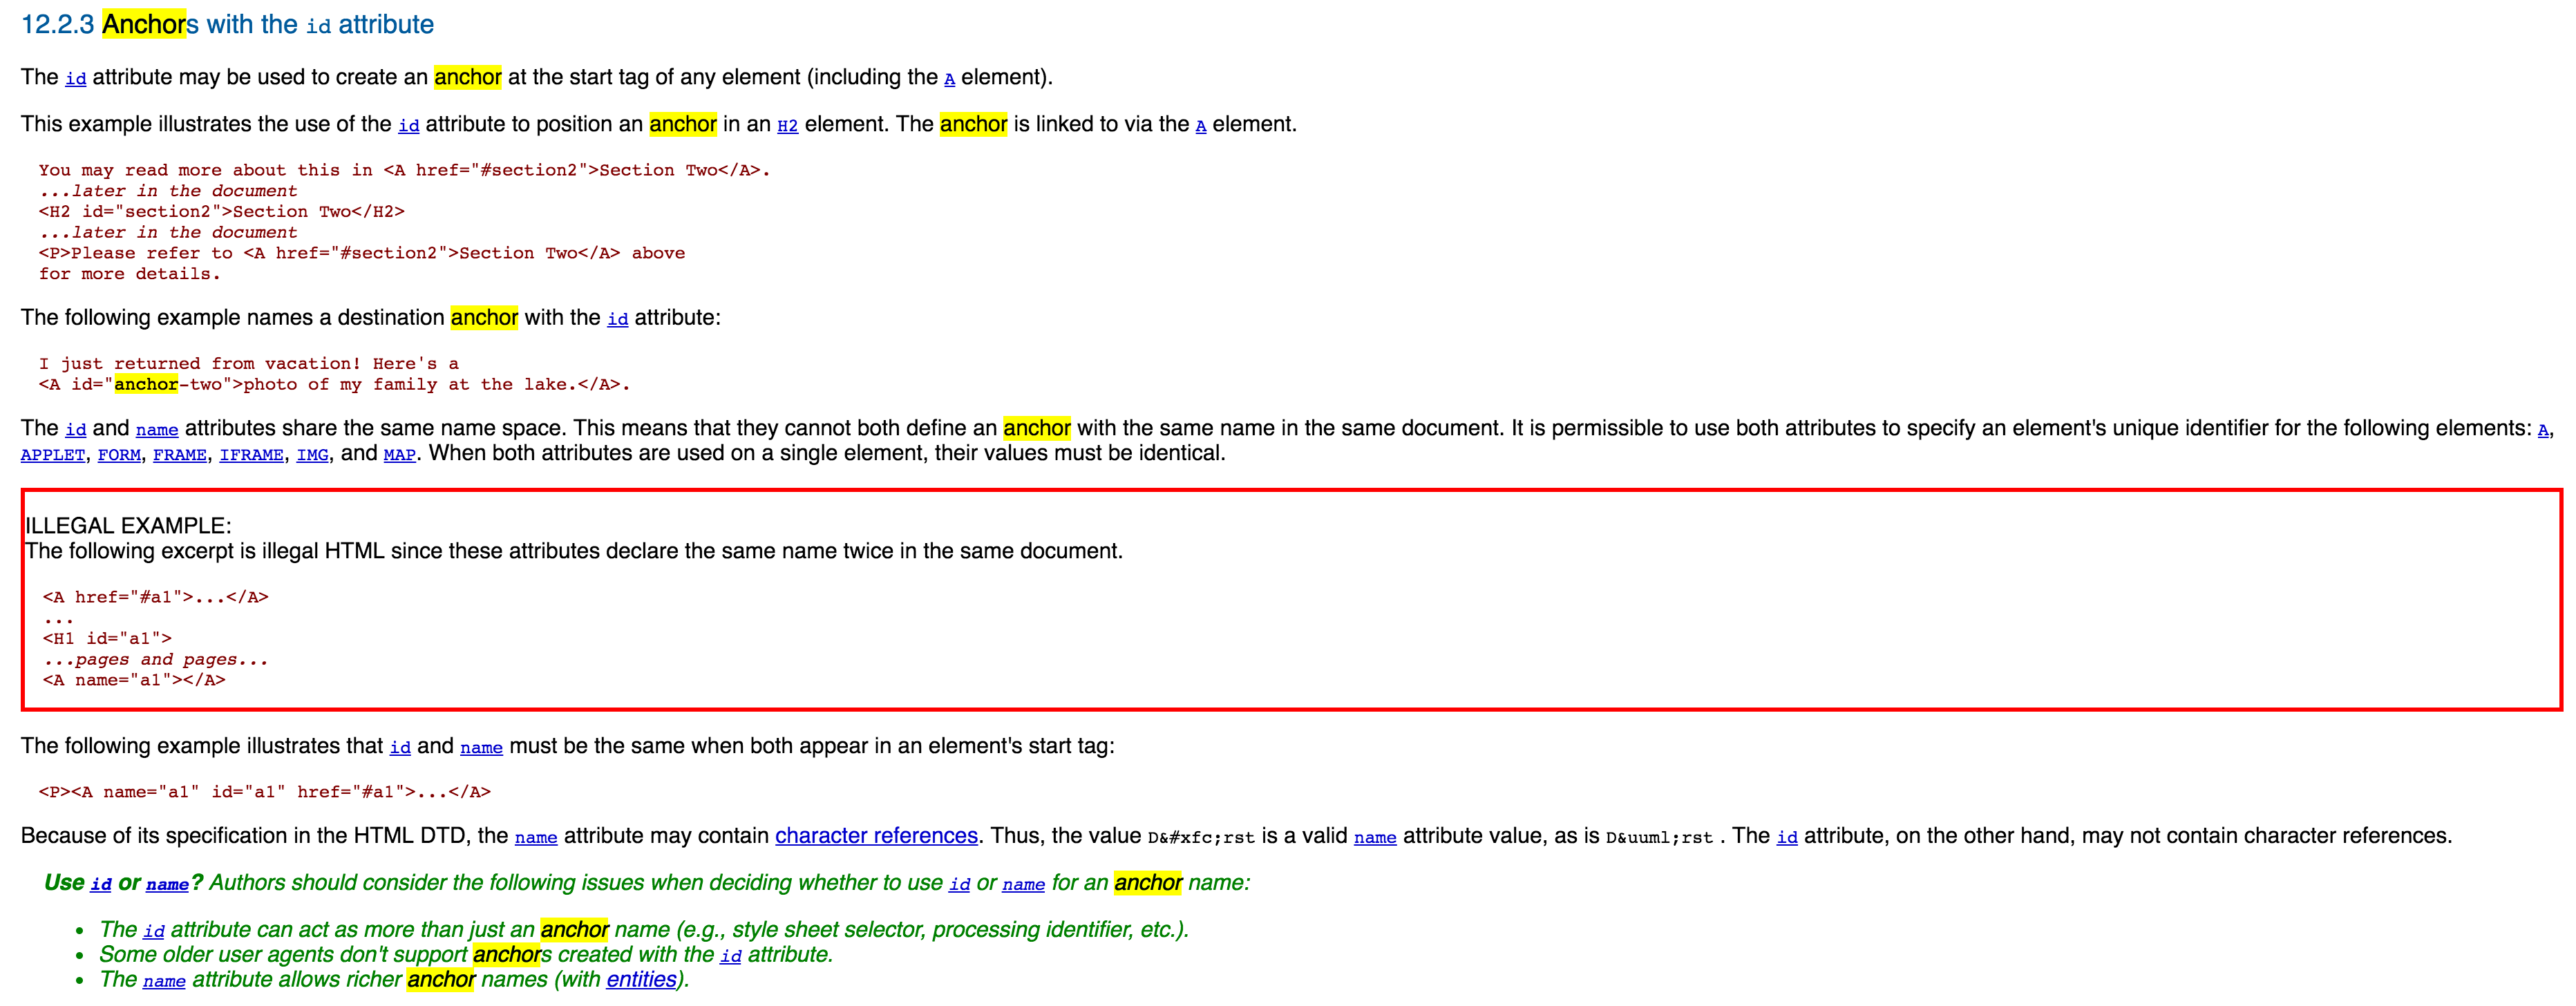 12.2.3 Anchors with the id attribute
The id attribute may be used to create an anchor at the start tag of any element (including the A element).
This example illustrates the use of the id attribute to position an anchor in an H2 element. The anchor is linked to via the A element.
You may read more about this in <A href="#section2">Section Two</A>.
...later in the document
<H2 id="section2">Section Two</H2>
...later in the document
<P>Please refer to <A href="#section2">Section Two</A> above
for more details.
The following example names a destination anchor with the id attribute:
I just returned from vacation! Here's a
<A id="anchor-two">photo of my family at the lake.</A>.
The id and name attributes share the same name space. This means that they cannot both define an anchor with the same name in the same document. It is permissible to use both attributes to specify an element's unique identifier for the following elements: A,
APPLET, FORM, FRAME, IFRAME, IMG, and MAP. When both attributes are used on a single element, their values must be identical.
ILLEGAL EXAMPLE:
The following excerpt is illegal HTML since these attributes declare the same name twice in the same document.
<A href="#a1">...</A>
...
<H1 id="a1">
...pages and pages...
<A name="a1"></A>
The following example illustrates that id and name must be the same when both appear in an element's start tag:
<P><A name="a1" id="a1" href="#a1">...</A>
Because of its specification in the HTML DTD, the name attribute may contain character references. Thus, the value D&#xfc;rst is a valid name attribute value, as is D&uuml;rst . The id attribute, on the other hand, may not contain character references.
Use id or name? Authors should consider the following issues when deciding whether to use id or name for an anchor name:
• The id attribute can act as more than just an anchor name (e.g., style sheet selector, processing identifier, etc.).
• Some older user agents don't support anchors created with the id attribute.
• The name attribute allows richer anchor names (with entities).